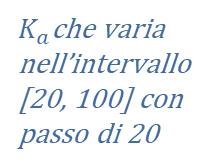 Kₐ che varia
nell’intervallo
[20, 100] con
passo di 20